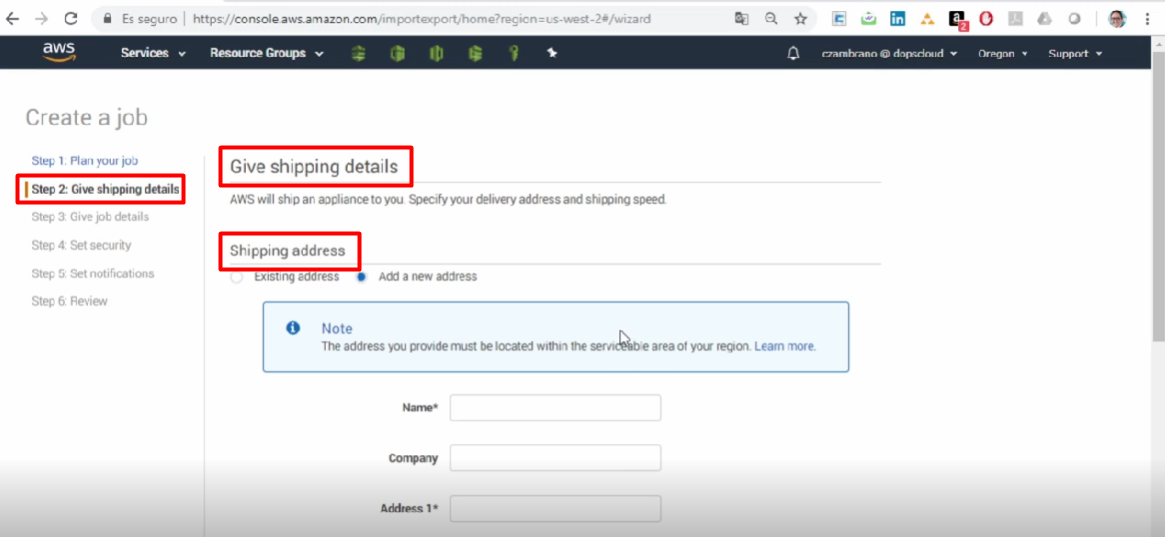 Es seguro | https://console.aws.amazon.com/importexport/home?region=us-west-2#/wizard
2
aws Services Resource Groups czambrano @ dopscloud Oregon Support
Create a job
Step 1: Plan your job
Step 2: Give shipping details
Step 3: Give job details
Step 4: Set security
Step 5: Set notifications
Step 6: Review
Give shipping details
AWS will ship an appliance to you. Specify your delivery address and shipping speed.
Shipping address
Existing address Add a new address
Note
The address you provide must be located within the serviceable area of your region. Learn more.
Name*
Company
Address 1*